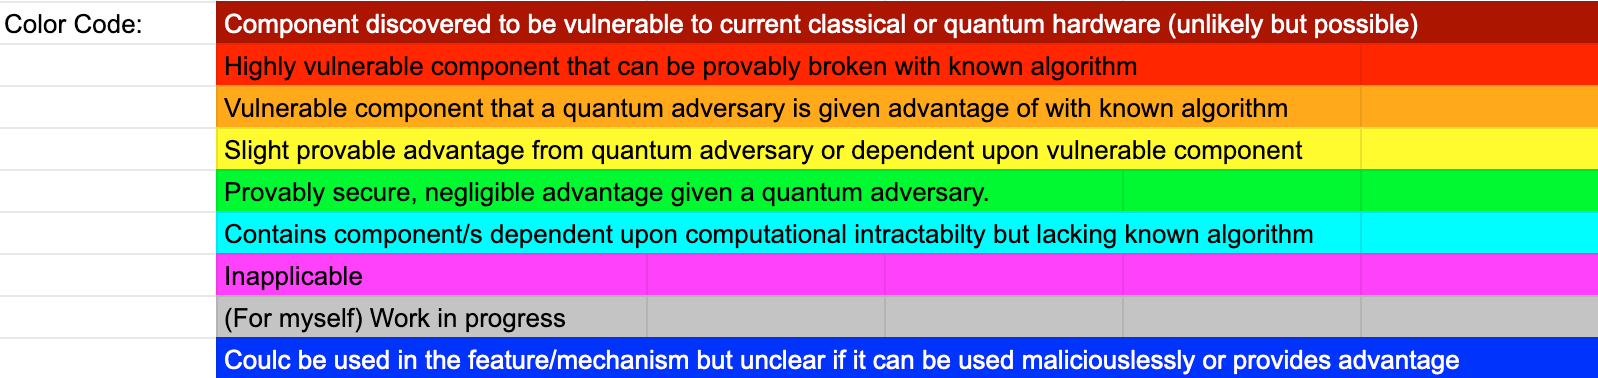 Color Code:
Component discovered to be vulnerable to current classical or quantum hardware (unlikely but possible)
Highly vulnerable component that can be provably broken with known algorithm
Vulnerable component that a quantum adversary is given advantage of with known algorithm
Slight provable advantage from quantum adversary or dependent upon vulnerable component
Provably secure, negligible advantage given a quantum adversary.
Contains component/s dependent upon computational intractabilty but lacking known algorithm
Inapplicable
(For myself) Work in progress
Coulc be used in the feature/mechanism but unclear if it can be used maliciouslessly or provides advantage